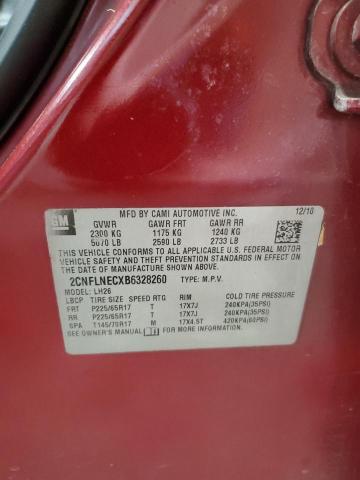 GM
MFD BY CAMI AUTOMOTIVE INC. 12/10
GVWR GAWR FRT GAWR RR
2300 KG 1175 KG 1240 KG
5070 LB 2590 LB 2733 LB
THIS VEHICLE CONFORMS TO ALL APPLICABLE U.S. FEDERAL MOTOR
VEHICLE SAFETY AND THEFT PREVENTION STANDARDS IN EFFECT ON
THE DATE OF MANUFACTURE SHOWN ABOVE.
2CNFLNECXB6328260 TYPE: M.P.V.
MODEL: LH26
LBCP TIRE SIZE SPEED RTG RIM COLD TIRE PRESSURE
FRT P225/65R17 T 17X7J 240KPA(35PSI)
RR P225/65R17 T 17X7J 240KPA(35PSI)
SPA T145/70R17 M 17X4.5T 420KPA(60PSI)
SEE OWNER'S MANUAL FOR ADDITIONAL INFORMATION.